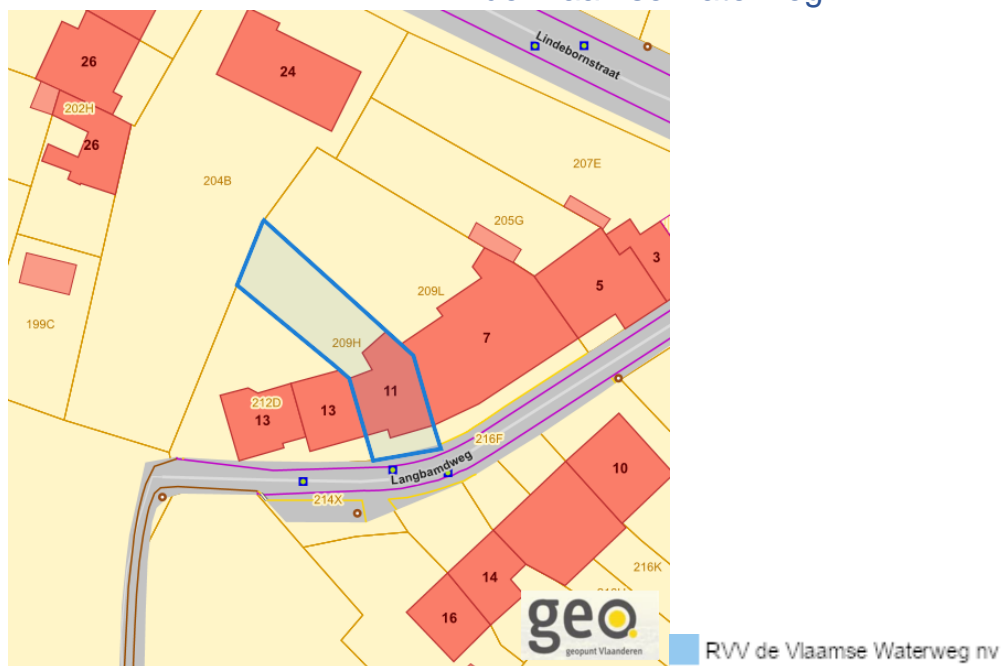 Lindebornstraat
26
24
202H
26
207E
204B
205G
3
5
209L
199C
209H
7
11
212D
13
13
216F
Langbamdweg
10
214X
216K
14
16
geo.
geopunt Vlaanderen
RVV de Vlaamse Waterweg nv